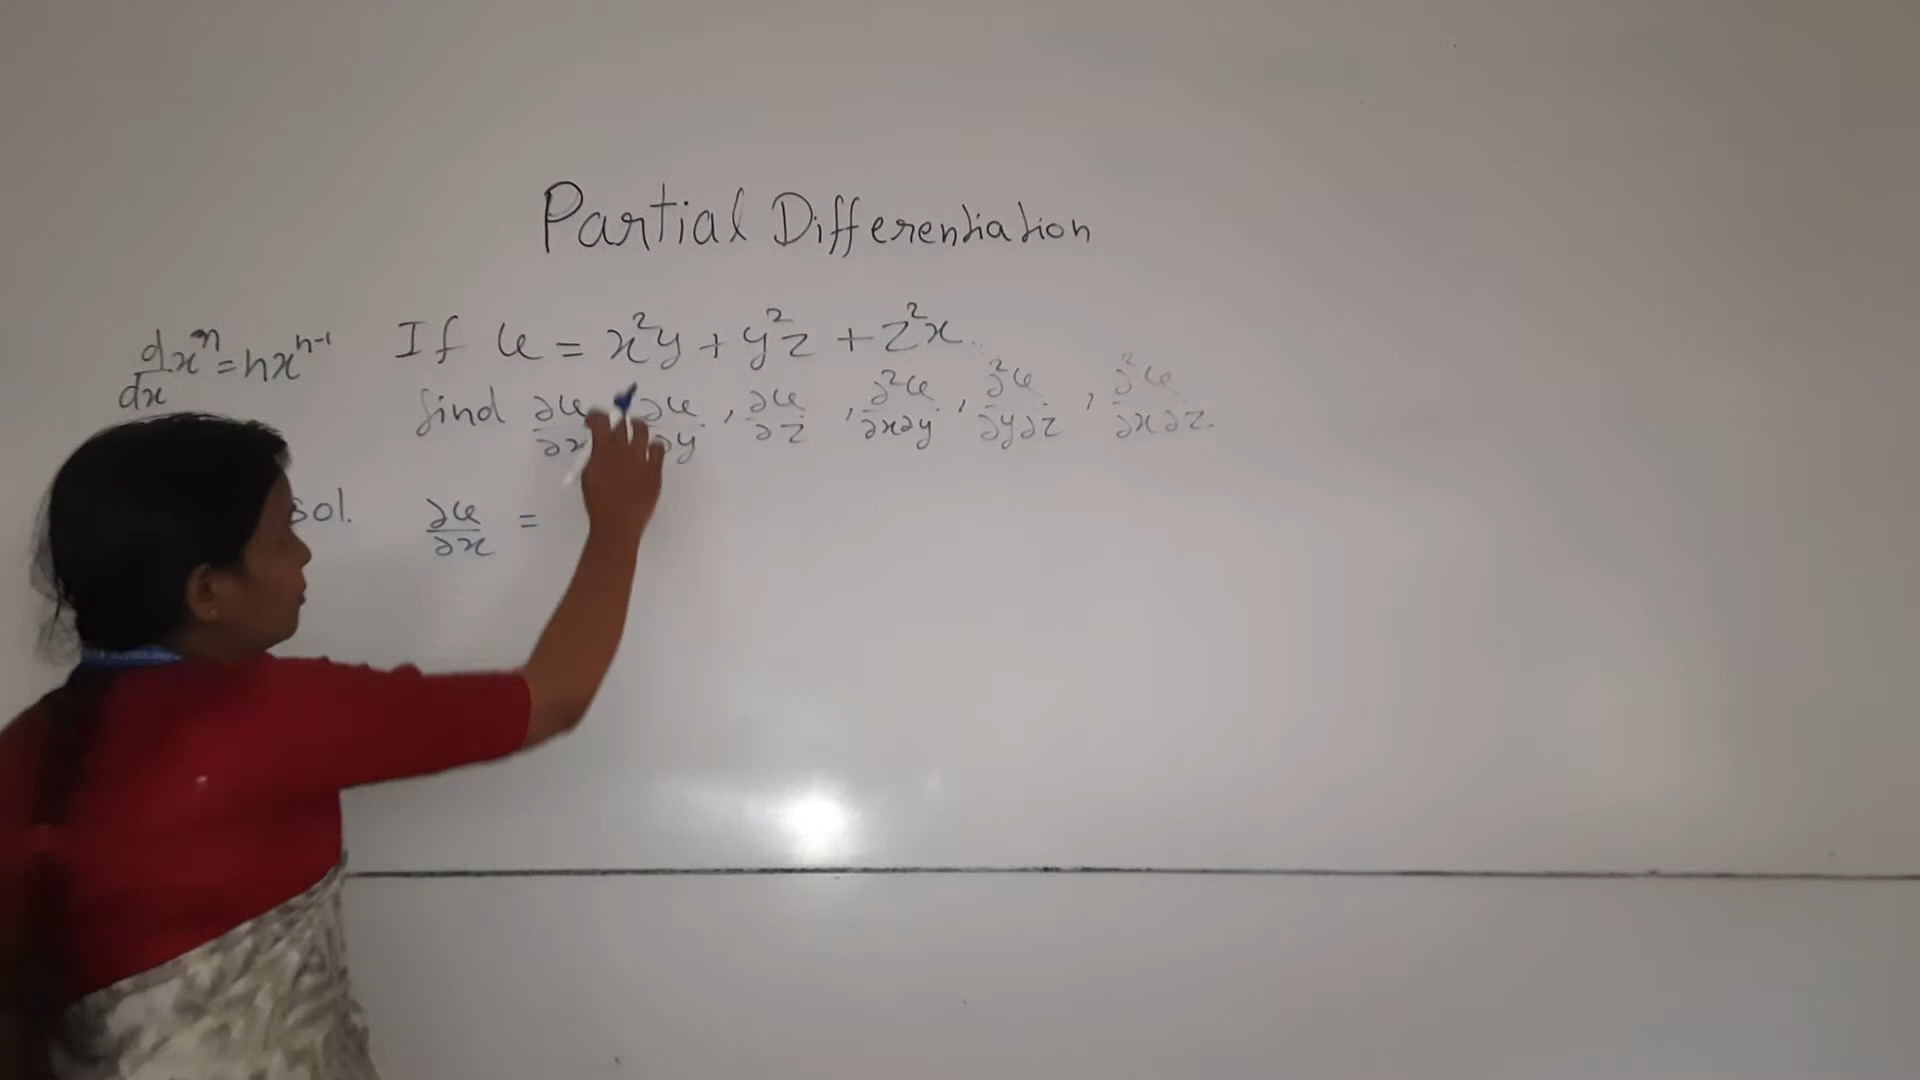 Partial Differentiation
d/dx xⁿ = nxⁿ⁻¹
If u = x²y + y²z + z²x
find ∂u/∂x ∂u/∂y, ∂u/∂z, ∂²u/∂x∂y, ∂²u/∂y∂z, ∂²u/∂x∂z.
sol. ∂u/∂x =